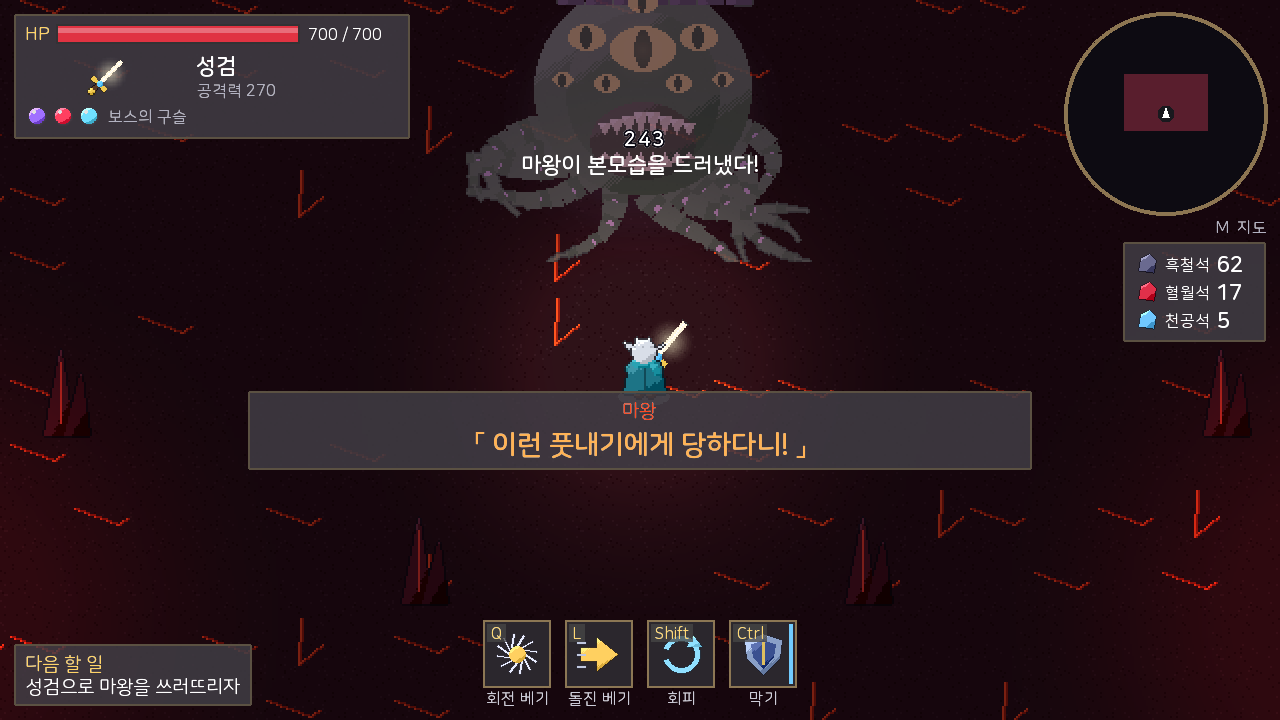 HP 700 / 700
성검
공격력 270
보스의 구슬
243
마왕이 본모습을 드러냈다!
M 지도
흑철석 62
혈월석 17
천공석 5
마왕
「 이런 풋내기에게 당하다니! 」
Q L Shift Ctrl
회전 베기 돌진 베기 회피 막기
다음 할 일
성검으로 마왕을 쓰러뜨리자